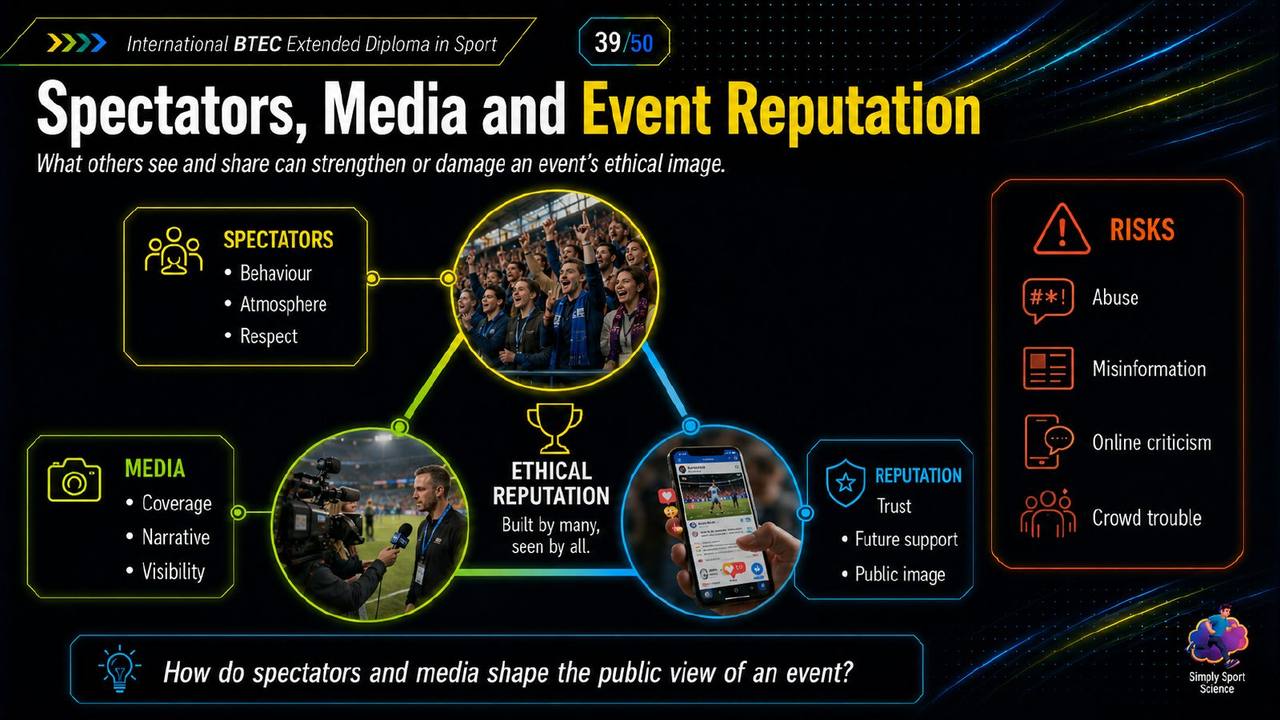 International BTEC Extended Diploma in Sport
39/50
Spectators, Media and Event Reputation
What others see and share can strengthen or damage an event's ethical image.
SPECTATORS
• Behaviour
• Atmosphere
• Respect
MEDIA
• Coverage
• Narrative
• Visibility
ETHICAL
REPUTATION
Built by many,
seen by all.
REPUTATION
Trust
• Future support
• Public image
RISKS
#*!
Abuse
Misinformation
Online criticism
Crowd trouble
How do spectators and media shape the public view of an event?
Simply Sport
Science